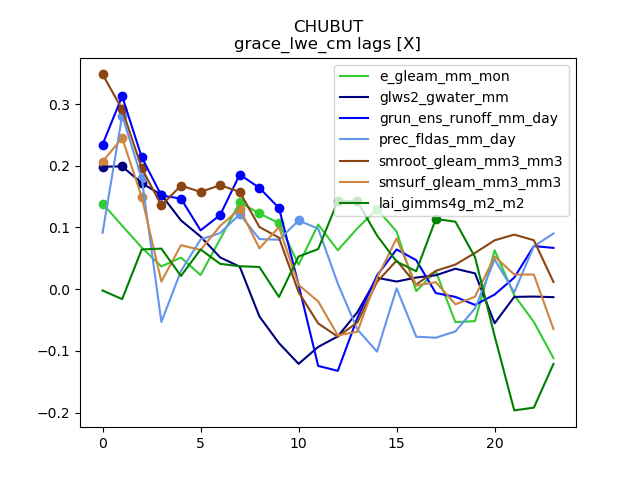 CHUBUT
grace_lwe_cm lags [X]
e_gleam_mm_mon
glws2_gwater_mm
grun_ens_runoff_mm_day
prec_fldas_mm_day
smroot_gleam_mm3_mm3
smsurf_gleam_mm3_mm3
lai_gimms4g_m2_m2
0.3
0.2
0.1
0.0
−0.1
−0.2
0 5 10 15 20